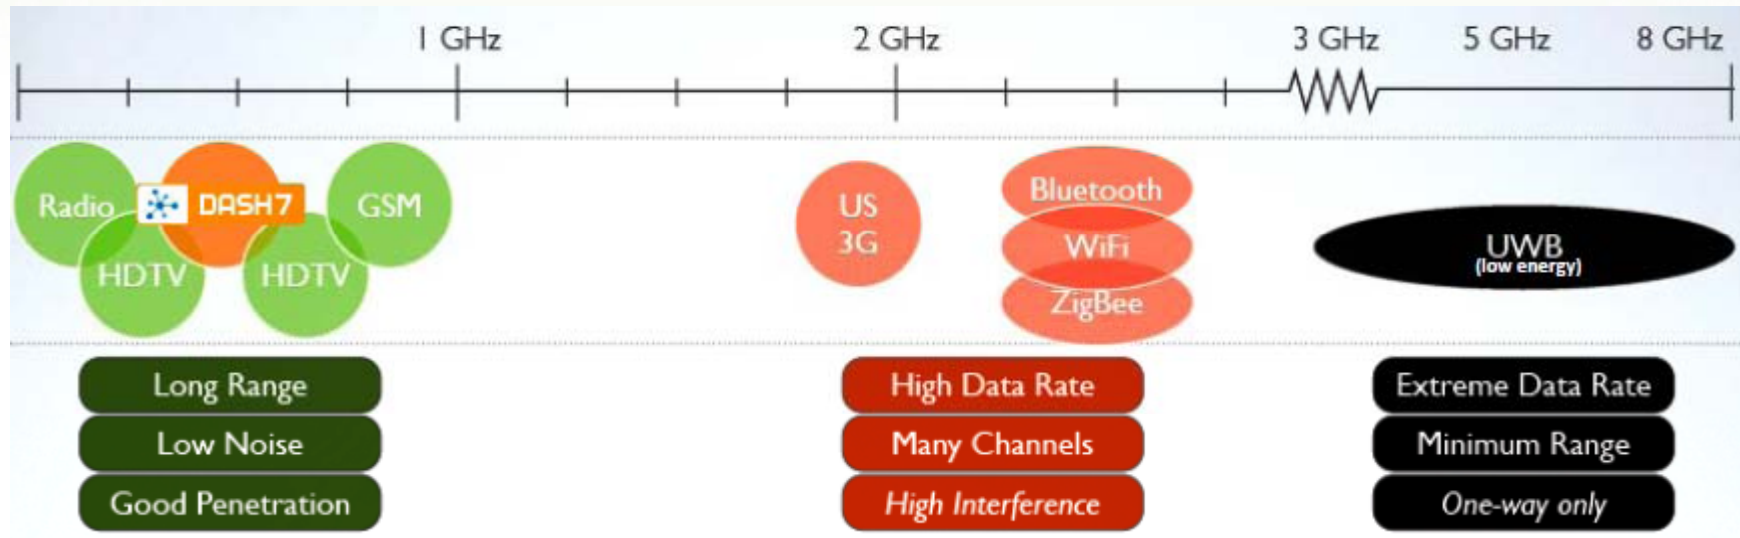 1 GHz
2 GHz
3 GHz
5 GHz
8 GHz
Radio
DASH7
GSM
HDTV
HDTV
US
3G
Bluetooth
WiFi
ZigBee
UWB
(low energy)
Long Range
Low Noise
Good Penetration
High Data Rate
Many Channels
High Interference
Extreme Data Rate
Minimum Range
One-way only